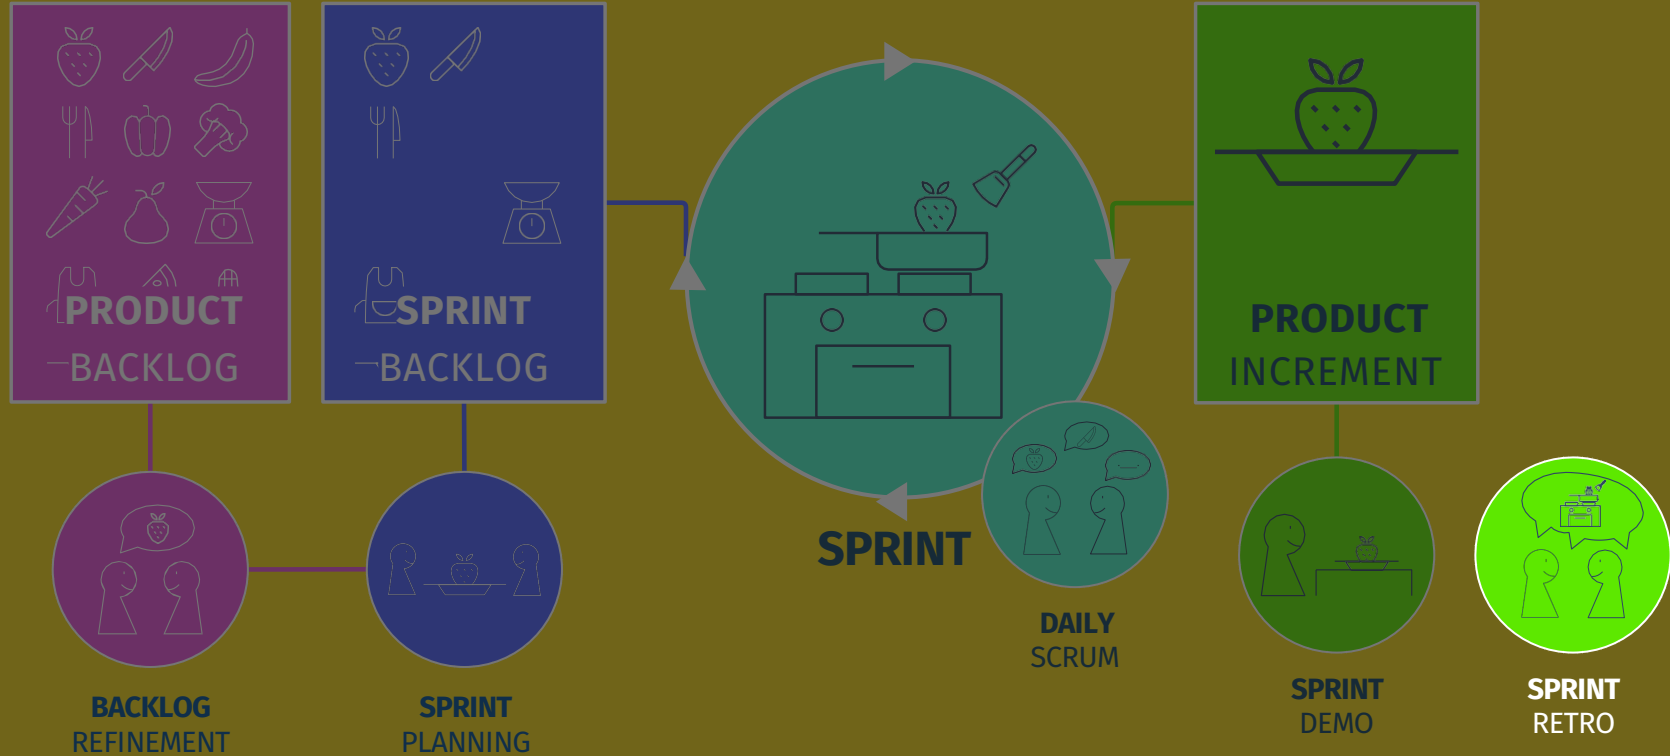 PRODUCT
BACKLOG
SPRINT
BACKLOG
PRODUCT
INCREMENT
SPRINT
DAILY
SCRUM
BACKLOG
REFINEMENT
SPRINT
PLANNING
SPRINT
DEMO
SPRINT
RETRO